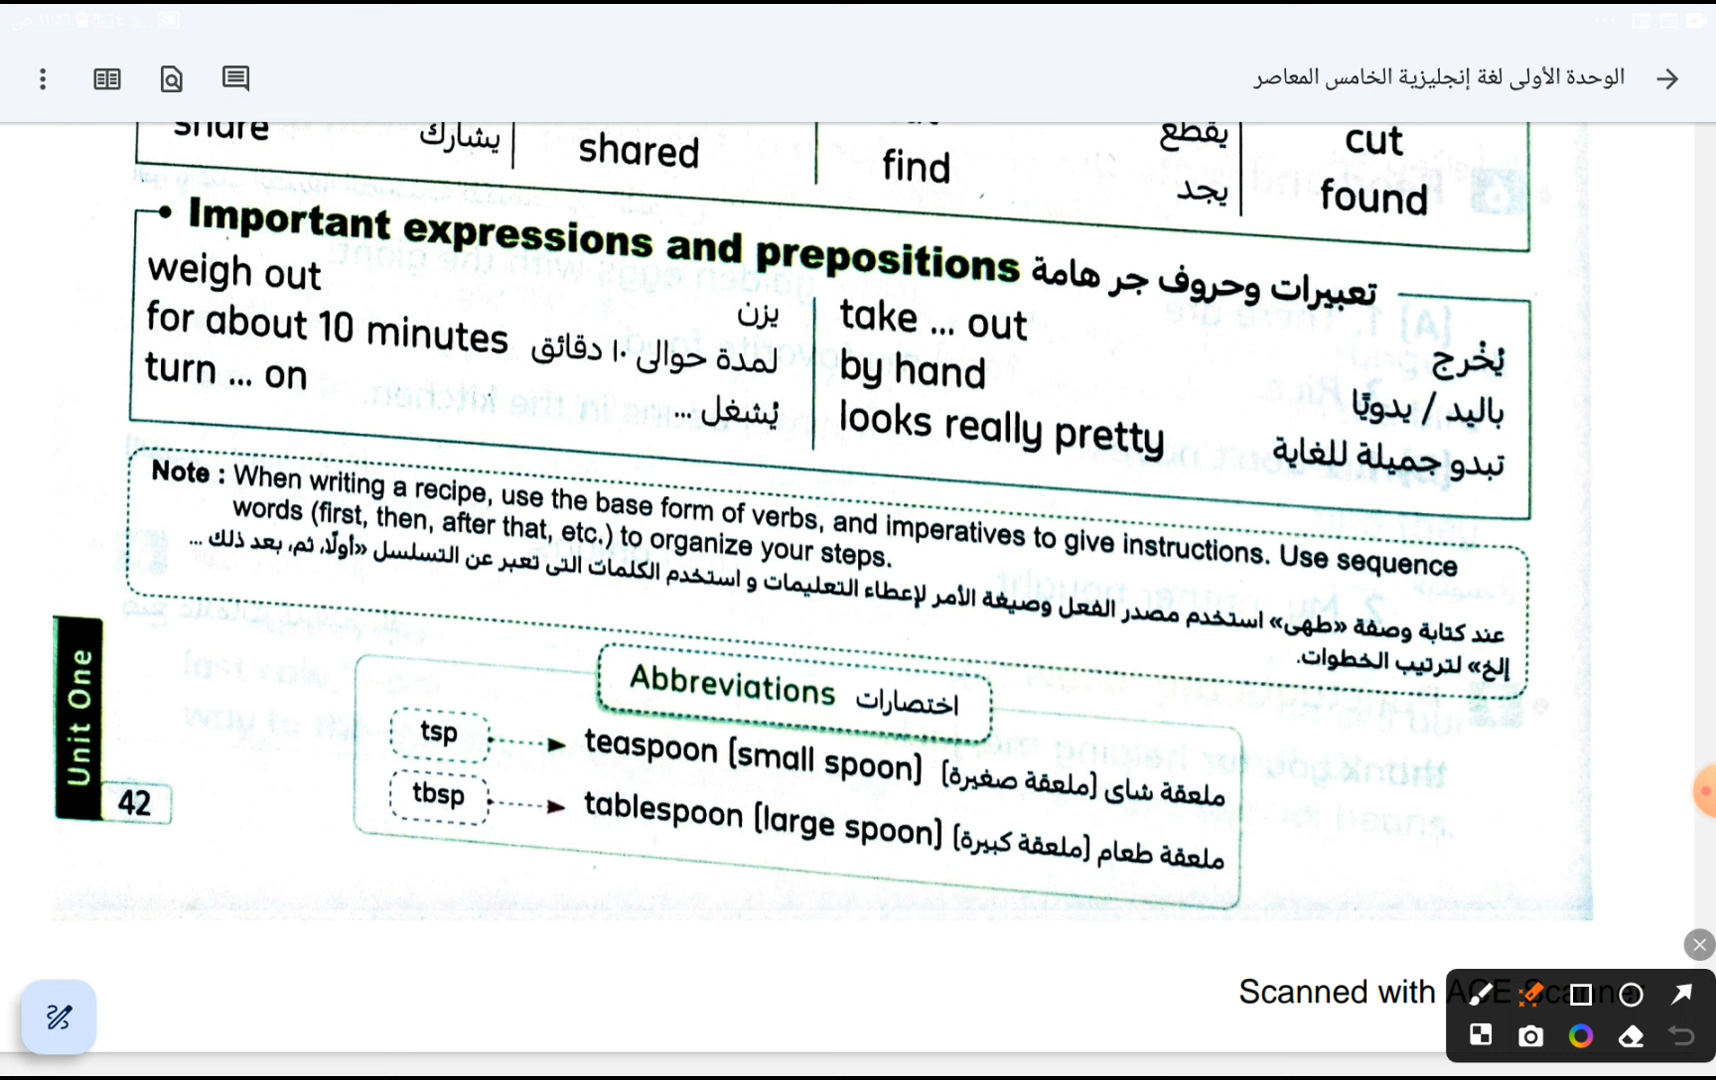 الوحدة الأولى لغة إنجليزية الخامس المعاصر
share يشارك shared
يقطع cut
find يجد found
• Important expressions and prepositions تعبيرات وحروف جر هامة
weigh out يزن
for about 10 minutes لمدة حوالى ١٠ دقائق
turn ... on يُشغل ...
take ... out يُخْرج
by hand باليد / يدويًا
looks really pretty تبدو جميلة للغاية
Note : When writing a recipe, use the base form of verbs, and imperatives to give instructions. Use sequence
words (first, then, after that, etc.) to organize your steps.
عند كتابة وصفة «طهى» استخدم مصدر الفعل وصيغة الأمر لإعطاء التعليمات و استخدم الكلمات التى تعبر عن التسلسل «أولًا، ثم، بعد ذلك ...
إلخ» لترتيب الخطوات.
Abbreviations اختصارات
tsp teaspoon (small spoon) ملعقة شاى (ملعقة صغيرة)
tbsp tablespoon (large spoon) ملعقة طعام (ملعقة كبيرة)
Unit One
42
Scanned with ACE Scanner